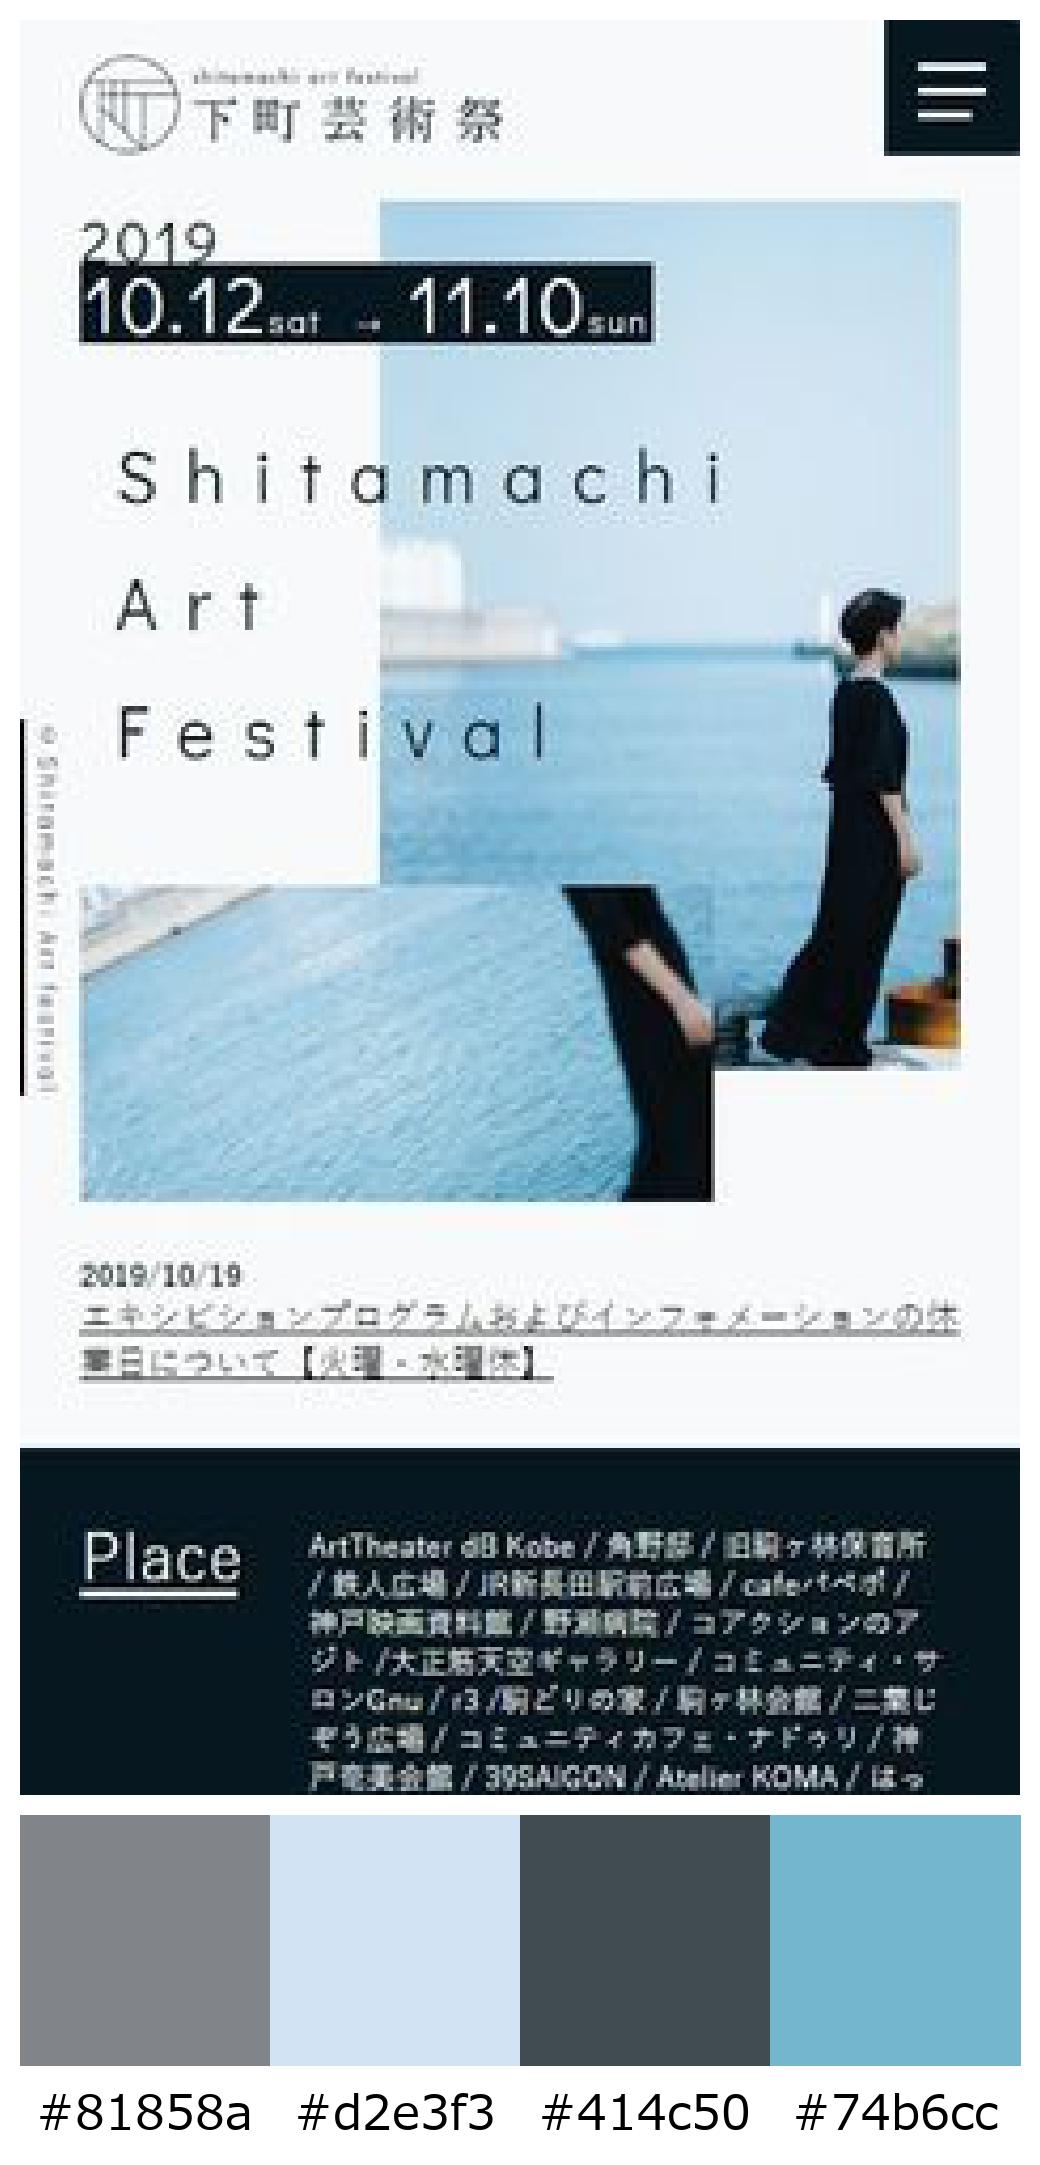 shitamachi art festival
下町芸術祭
2019
10.12sat → 11.10sun
Shitamachi
Art
Festival
© Shitamachi Art Festival
2019/10/19
エキシビションプログラムおよびインフォメーションの休
業日について【火曜・水曜休】
Place
ArtTheater dB Kobe / 角野邸 / 旧駒ヶ林保育所
/ 鉄人広場 / JR新長田駅前広場 / cafeパベボ /
神戸映画資料館 / 野瀬病院 / コアクションのア
ジト /大正筋天空ギャラリー / コミュニティ・サ
ロンGnu / r3 /駒どりの家 / 駒ヶ林会館 / 二葉じ
ぞう広場 / コミュニティカフェ・ナドゥリ / 神
戸奄美会館 / 39SAIGON / Atelier KOMA / はっ
#81858a #d2e3f3 #414c50 #74b6cc